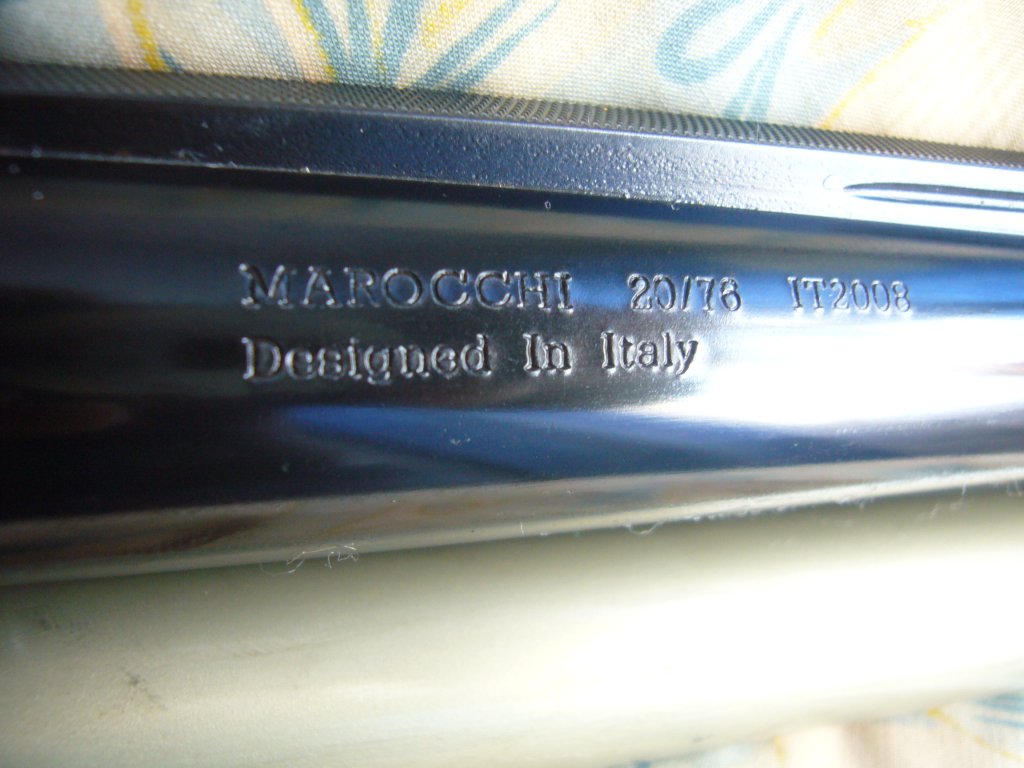 MAROCCHI 20/76 IT2008
Designed In Italy